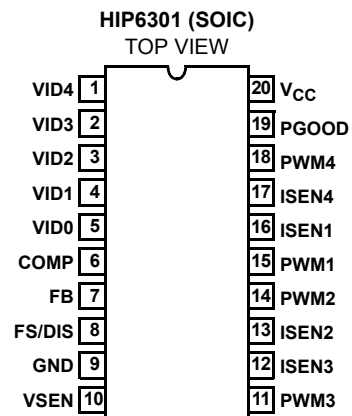 HIP6301 (SOIC)
TOP VIEW
VID4 1 20 VCC
VID3 2 19 PGOOD
VID2 3 18 PWM4
VID1 4 17 ISEN4
VID0 5 16 ISEN1
COMP 6 15 PWM1
FB 7 14 PWM2
FS/DIS 8 13 ISEN2
GND 9 12 ISEN3
VSEN 10 11 PWM3